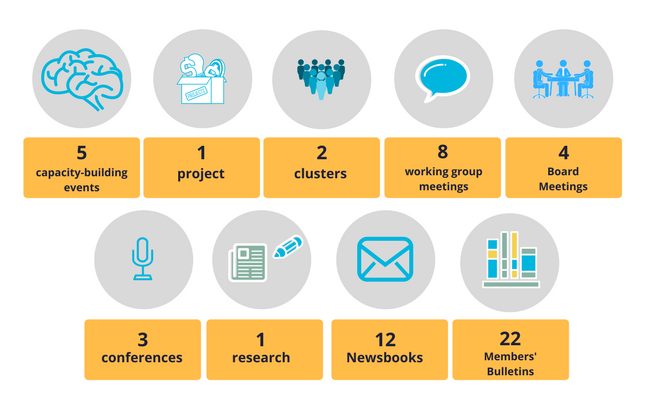 5
capacity-building
events
1
project
2
clusters
8
working group
meetings
4
Board
Meetings
3
conferences
1
research
12
Newsbooks
22
Members'
Bulletins